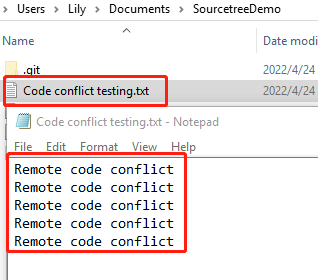 Users > Lily > Documents > SourcetreeDemo
Name
Date modi
.git
2022/4/24
Code conflict testing.txt
2022/4/24
Code conflict testing.txt - Notepad
File Edit Format View Help
Remote code conflict
Remote code conflict
Remote code conflict
Remote code conflict
Remote code conflict